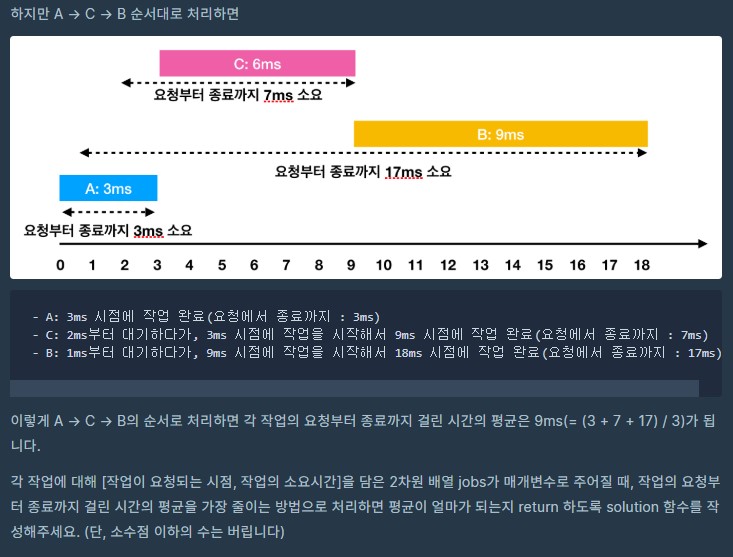 하지만 A → C → B 순서대로 처리하면
C: 6ms
요청부터 종료까지 7ms 소요
B: 9ms
요청부터 종료까지 17ms 소요
A: 3ms
요청부터 종료까지 3ms 소요
0 1 2 3 4 5 6 7 8 9 10 11 12 13 14 15 16 17 18
- A: 3ms 시점에 작업 완료(요청에서 종료까지 : 3ms)
- C: 2ms부터 대기하다가, 3ms 시점에 작업을 시작해서 9ms 시점에 작업 완료(요청에서 종료까지 : 7ms)
- B: 1ms부터 대기하다가, 9ms 시점에 작업을 시작해서 18ms 시점에 작업 완료(요청에서 종료까지 : 17ms)
이렇게 A → C → B의 순서로 처리하면 각 작업의 요청부터 종료까지 걸린 시간의 평균은 9ms(= (3 + 7 + 17) / 3)가 됩
니다.
각 작업에 대해 [작업이 요청되는 시점, 작업의 소요시간]을 담은 2차원 배열 jobs가 매개변수로 주어질 때, 작업의 요청부
터 종료까지 걸린 시간의 평균을 가장 줄이는 방법으로 처리하면 평균이 얼마가 되는지 return 하도록 solution 함수를 작
성해주세요. (단, 소수점 이하의 수는 버립니다)